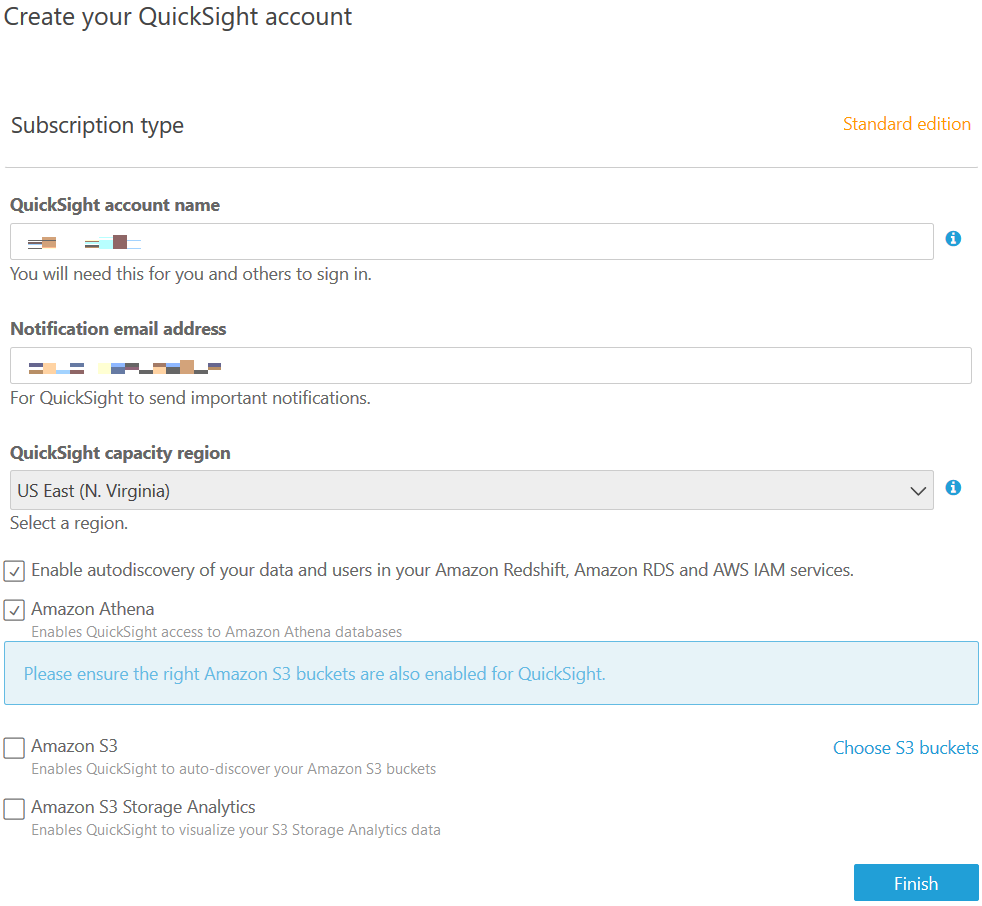 Create your QuickSight account
Subscription type
Standard edition
QuickSight account name
You will need this for you and others to sign in.
Notification email address
For QuickSight to send important notifications.
QuickSight capacity region
US East (N. Virginia)
Select a region.
Enable autodiscovery of your data and users in your Amazon Redshift, Amazon RDS and AWS IAM services.
Amazon Athena
Enables QuickSight access to Amazon Athena databases
Please ensure the right Amazon S3 buckets are also enabled for QuickSight.
Amazon S3
Choose S3 buckets
Enables QuickSight to auto-discover your Amazon S3 buckets
Amazon S3 Storage Analytics
Enables QuickSight to visualize your S3 Storage Analytics data
Finish